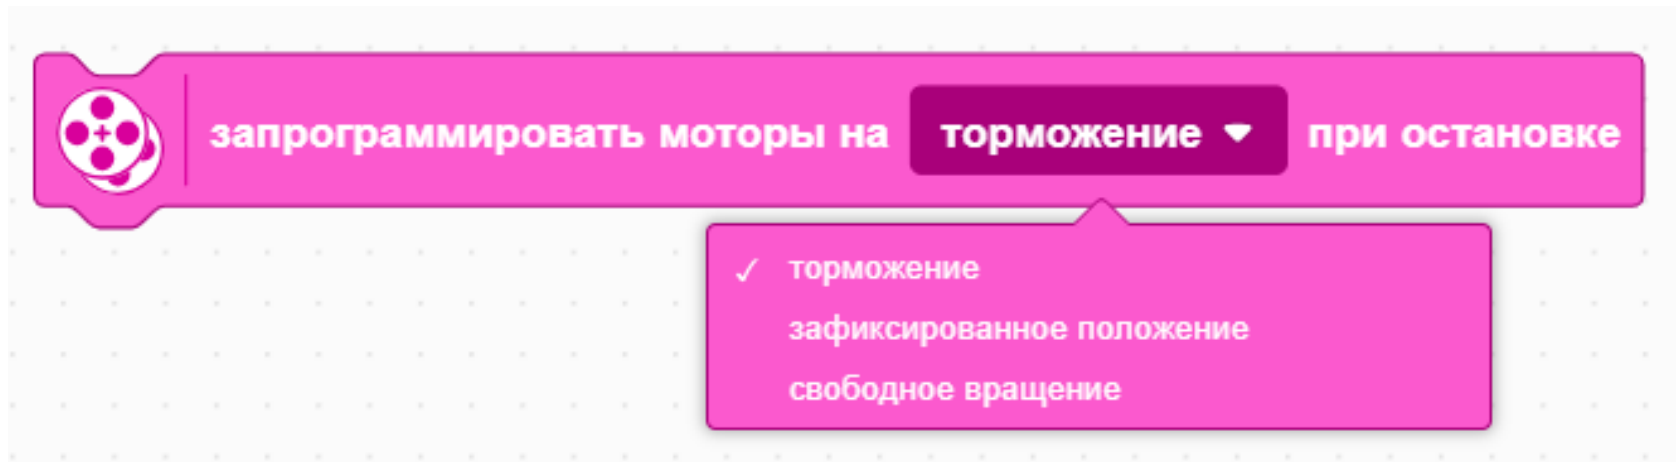 запрограммировать моторы на торможение при остановке
торможение
зафиксированное положение
свободное вращение